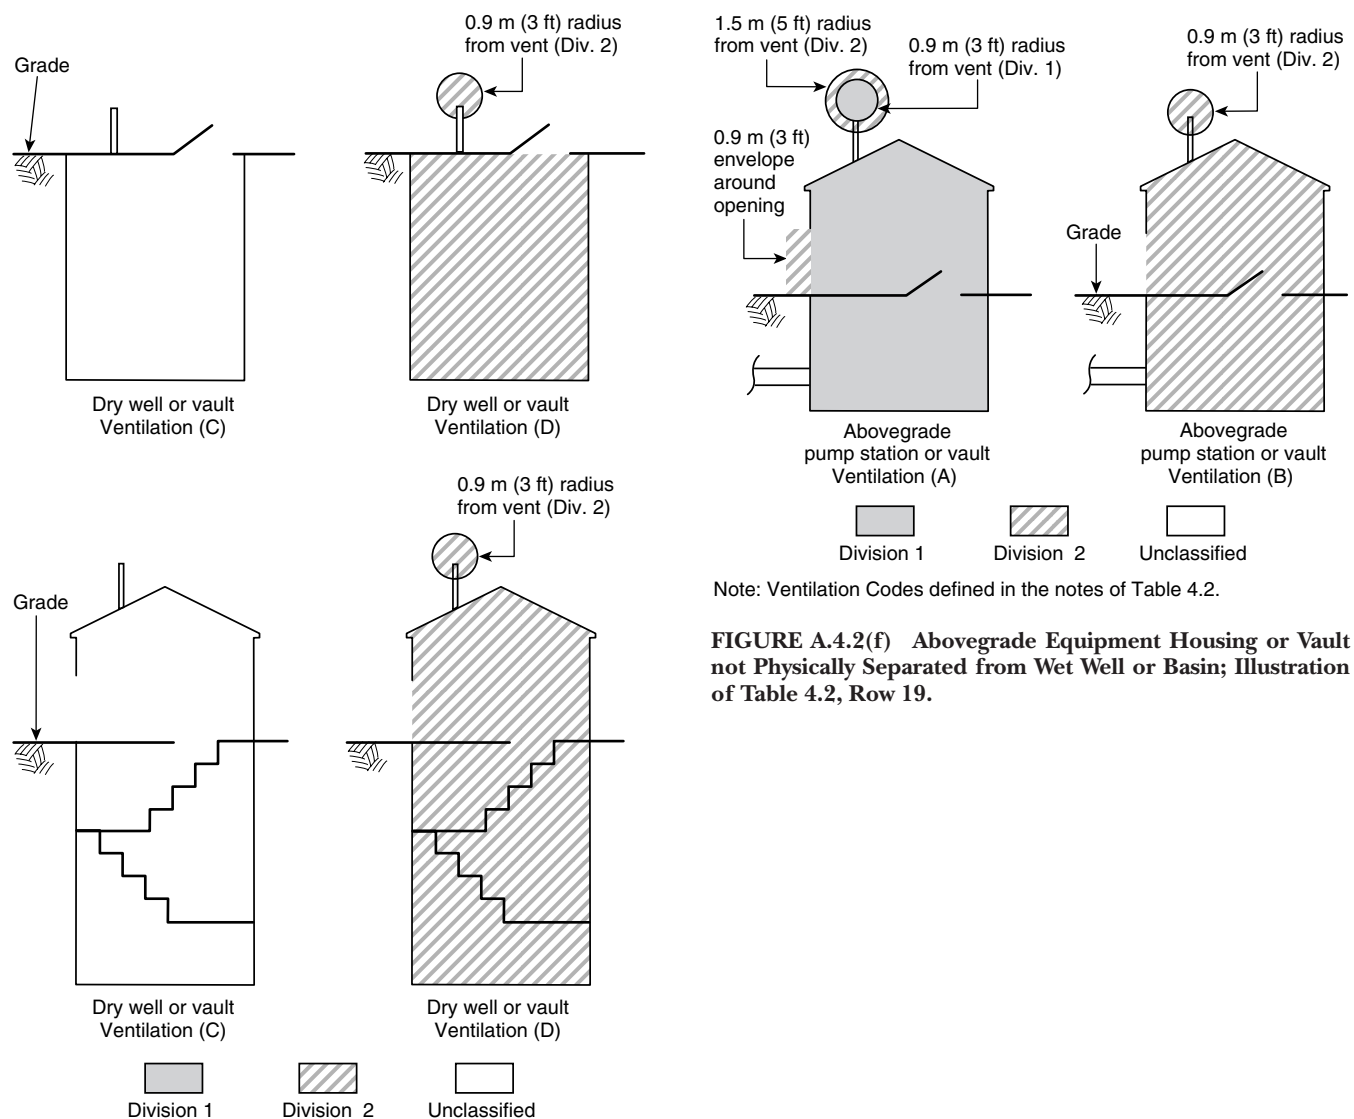 0.9 m (3 ft) radius
from vent (Div. 2)
Grade
Dry well or vault
Ventilation (C)
Dry well or vault
Ventilation (D)
0.9 m (3 ft) radius
from vent (Div. 2)
Grade
Dry well or vault
Ventilation (C)
Dry well or vault
Ventilation (D)
Division 1
Division 2
Unclassified
1.5 m (5 ft) radius
from vent (Div. 2)
0.9 m (3 ft) radius
from vent (Div. 1)
0.9 m (3 ft)
envelope
around
opening
0.9 m (3 ft) radius
from vent (Div. 2)
Grade
Abovegrade
pump station or vault
Ventilation (A)
Abovegrade
pump station or vault
Ventilation (B)
Division 1
Division 2
Unclassified
Note: Ventilation Codes defined in the notes of Table 4.2.
FIGURE A.4.2(f) Abovegrade Equipment Housing or Vault
not Physically Separated from Wet Well or Basin; Illustration
of Table 4.2, Row 19.